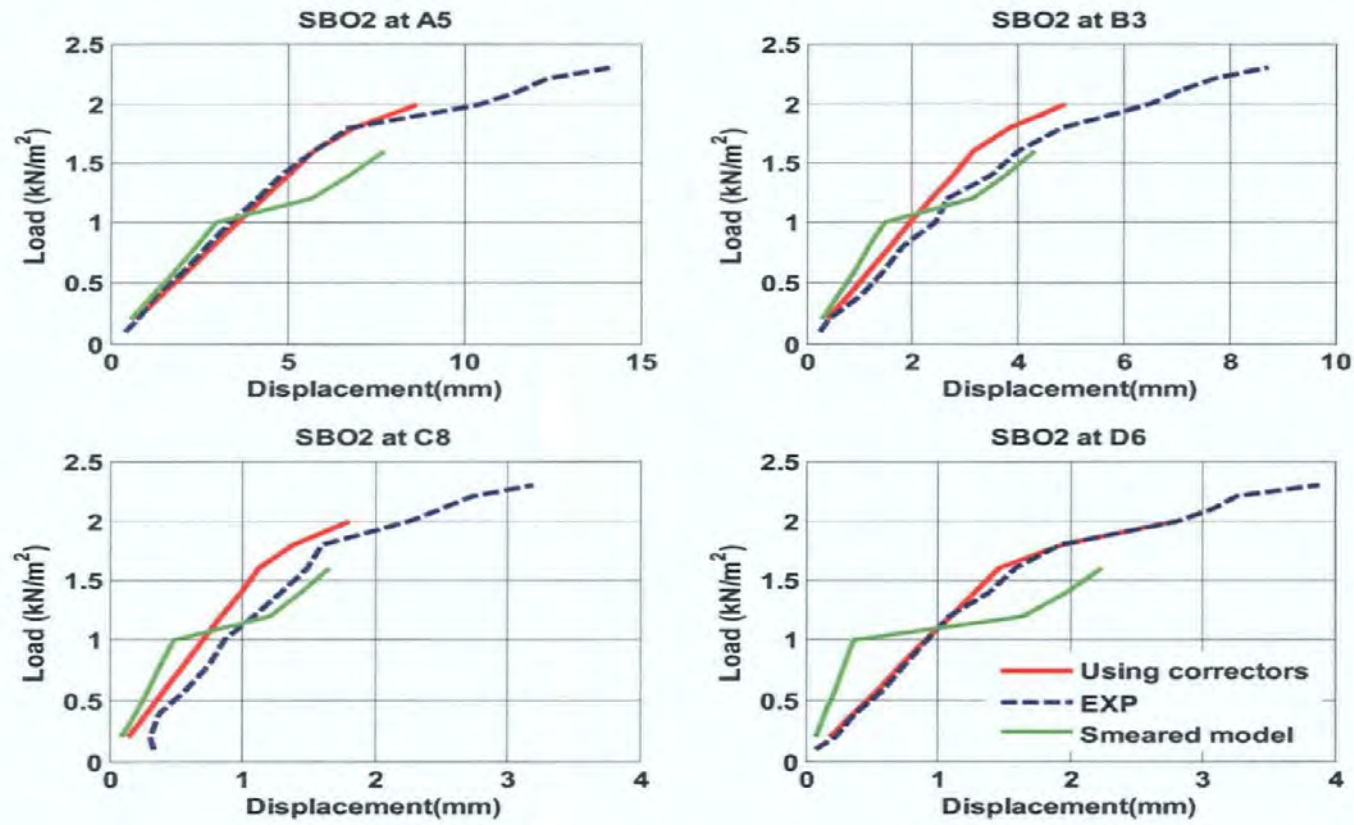 SBO2 at A5
2.5
2
1.5
1
0.5
0
0
5
10
15
Load (kN/m²)
Displacement(mm)
SBO2 at B3
2.5
2
1.5
1
0.5
0
0
2
4
6
8
10
Load (kN/m²)
Displacement(mm)
SBO2 at C8
2.5
2
1.5
1
0.5
0
0
1
2
3
4
Load (kN/m²)
Displacement(mm)
SBO2 at D6
2.5
2
1.5
1
0.5
0
0
1
2
3
4
Load (kN/m²)
Displacement(mm)
Using correctors
EXP
Smeared model